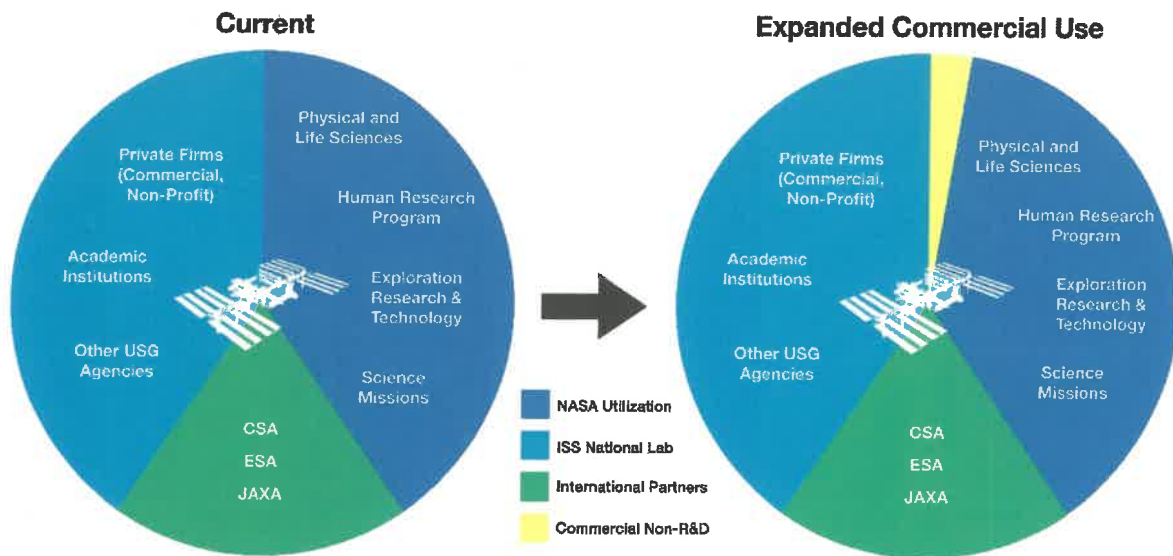 Current
Physical and
Life Sciences
Private Firms
(Commercial,
Non-Profit)
Human Research
Program
Academic
Institutions
Exploration
Research &
Technology
Other USG
Agencies
Science
Missions
CSA
ESA
JAXA
NASA Utilization
ISS National Lab
International Partners
Commercial Non-R&D
Expanded Commercial Use
Physical and
Life Sciences
Private Firms
(Commercial,
Non-Profit)
Human Research
Program
Academic
Institutions
Exploration
Research &
Technology
Other USG
Agencies
Science
Missions
CSA
ESA
JAXA